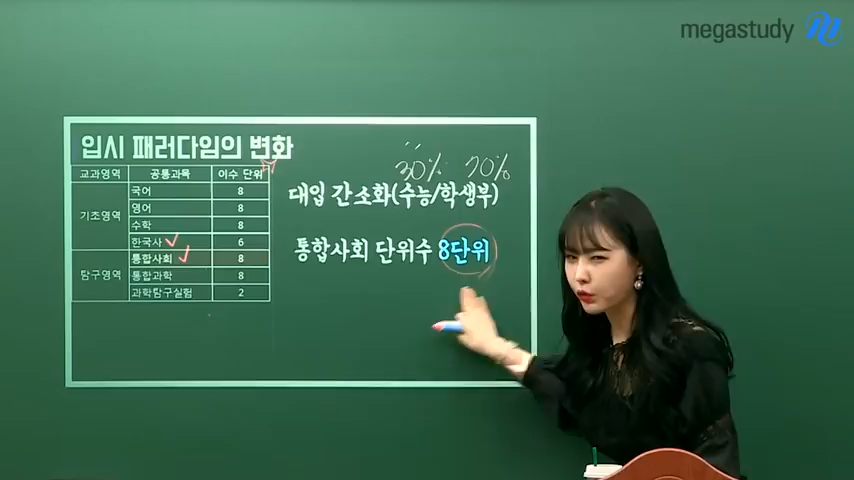 megastudy
입시 패러다임의 변화
교과영역 공통과목 이수 단위
기초영역 국어 8
영어 8
수학 8
한국사 6
탐구영역 통합사회 8
통합과학 8
과학탐구실험 2
30% 70%
대입 간소화(수능/학생부)
통합사회 단위수 8단위